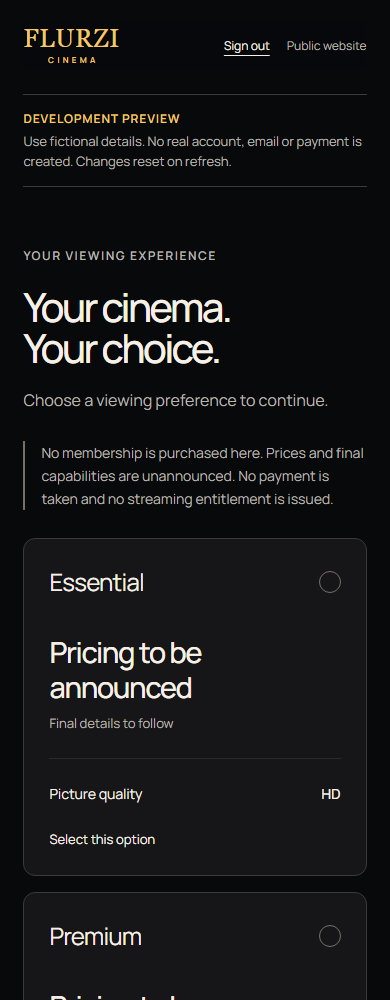 FLURZI
CINEMA
Sign out
Public website
DEVELOPMENT PREVIEW
Use fictional details. No real account, email or payment is
created. Changes reset on refresh.
YOUR VIEWING EXPERIENCE
Your cinema.
Your choice.
Choose a viewing preference to continue.
No membership is purchased here. Prices and final
capabilities are unannounced. No payment is
taken and no streaming entitlement is issued.
Essential
Pricing to be
announced
Final details to follow
Picture quality
HD
Select this option
Premium